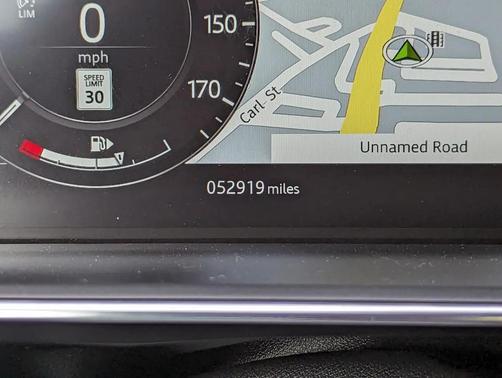 LIM
0
mph
SPEED
LIMIT
30
150
170
Carl St
Unnamed Road
052919 miles